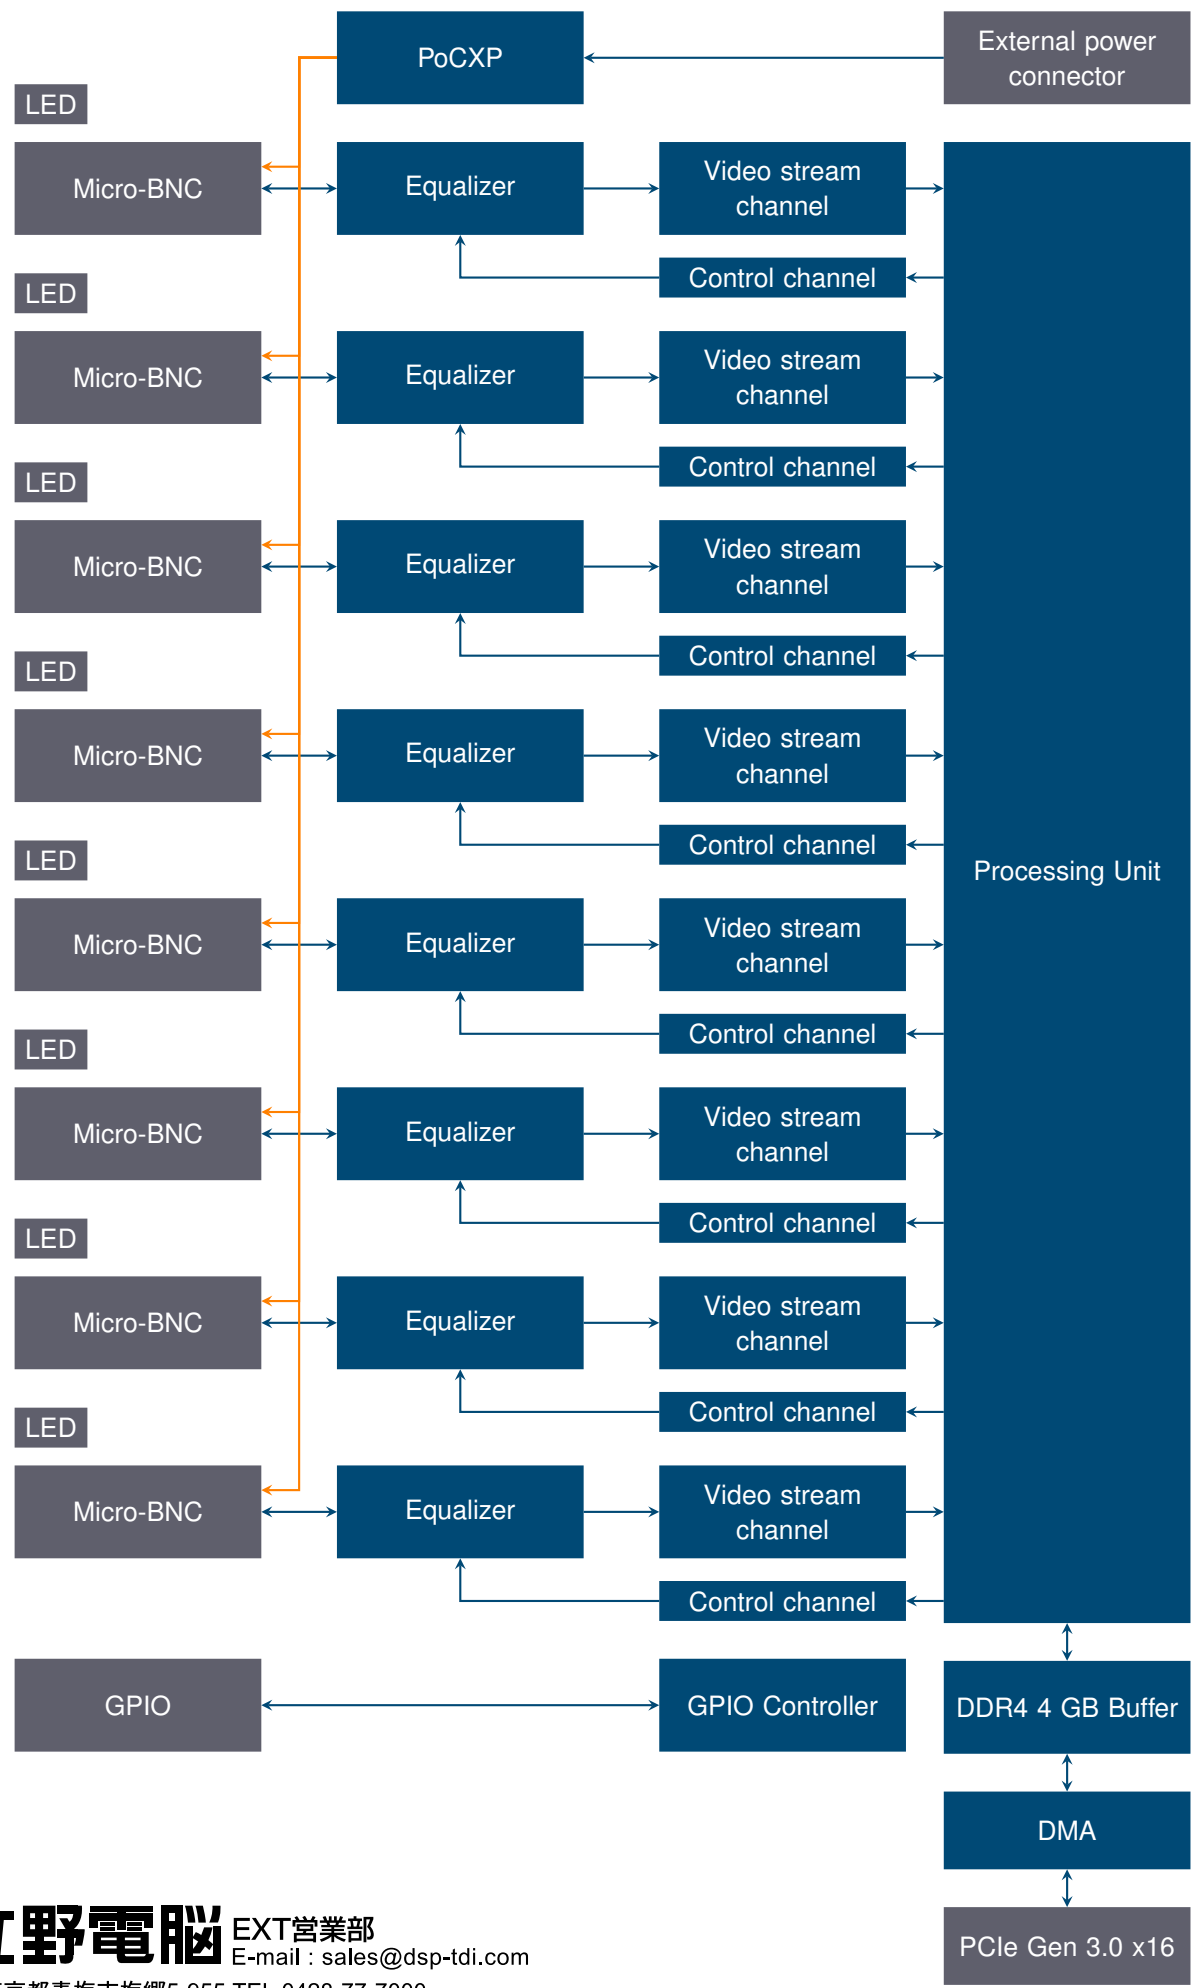 PoCXP
External power
connector
LED
Micro-BNC
Equalizer
Video stream
channel
Control channel
LED
Micro-BNC
Equalizer
Video stream
channel
Control channel
LED
Micro-BNC
Equalizer
Video stream
channel
Control channel
LED
Micro-BNC
Equalizer
Video stream
channel
Control channel
Processing Unit
LED
Micro-BNC
Equalizer
Video stream
channel
Control channel
LED
Micro-BNC
Equalizer
Video stream
channel
Control channel
LED
Micro-BNC
Equalizer
Video stream
channel
Control channel
LED
Micro-BNC
Equalizer
Video stream
channel
Control channel
GPIO
GPIO Controller
DDR4 4 GB Buffer
DMA
PCIe Gen 3.0 x16
野電脳 EXT営業部
E-mail : sales@dsp-tdi.com